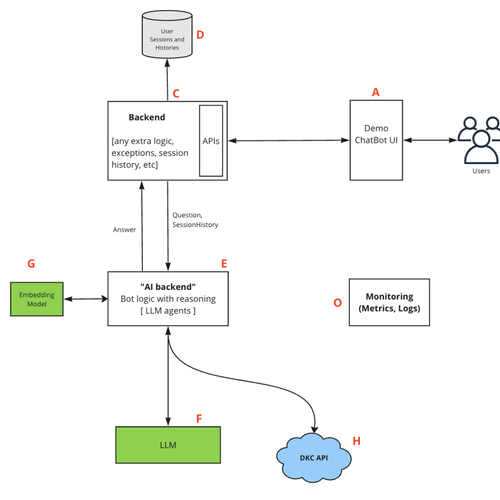 User
Sessions and
Histories
D
C
A
Backend
[any extra logic,
exceptions, session
history, etc]
APIs
Demo
ChatBot UI
Users
Answer
Question,
SessionHistory
G
E
Embedding
Model
"AI backend"
Bot logic with reasoning
[ LLM agents ]
O
Monitoring
(Metrics, Logs)
F
LLM
H
DKC API